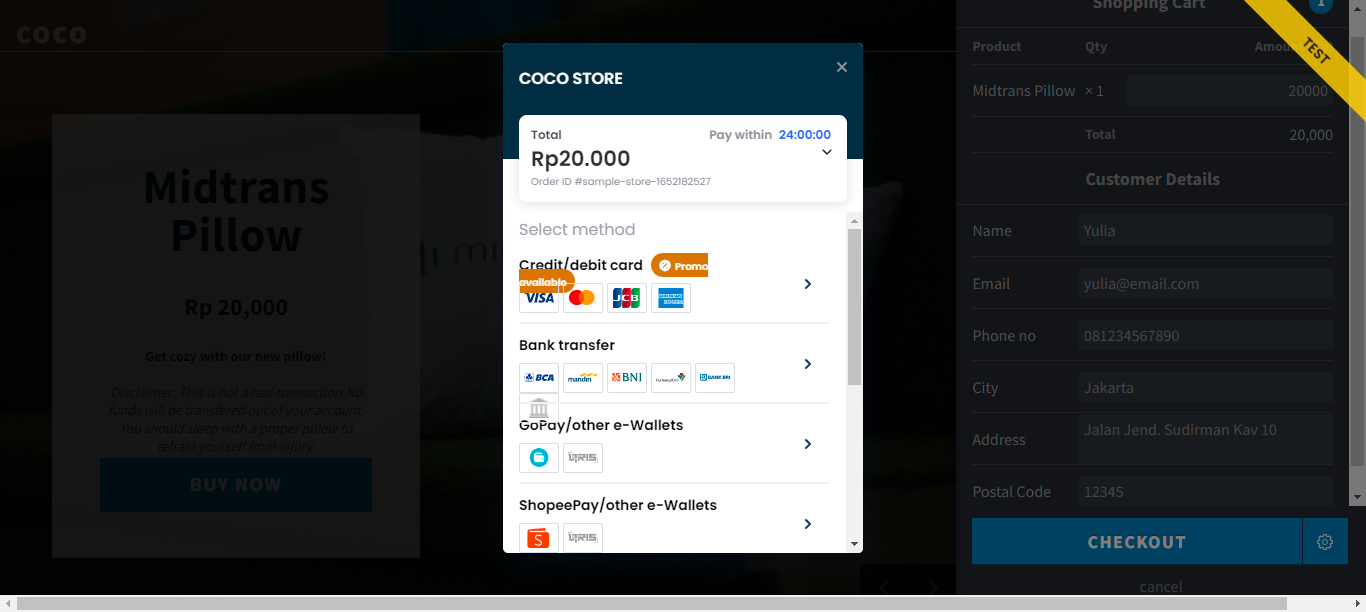 coco
Midtrans
Pillow
Rp 20,000
Get cozy with our new pillow!
Disclaimer: This is not a real transaction.No
funds will be transfered out of your account.
You should sleep with a proper pillow to
refrain yourself from injury.
BUY NOW
COCO STORE
×
Total
Pay within 24:00:00
Rp20.000
Order ID #sample-store-1652182527
Select method
Credit/debit card Promo
available
VISA JCB
Bank transfer
BCA mandiri BNI BANK BRI
GoPay/other e-Wallets
QRIS
ShopeePay/other e-Wallets
S QRIS
Shopping Cart 1
TEST
Product Qty
Midtrans Pillow × 1 20000
Total 20,000
Customer Details
Name Yulia
Email yulia@email.com
Phone no 081234567890
City Jakarta
Address Jalan Jend. Sudirman Kav 10
Postal Code 12345
CHECKOUT
cancel